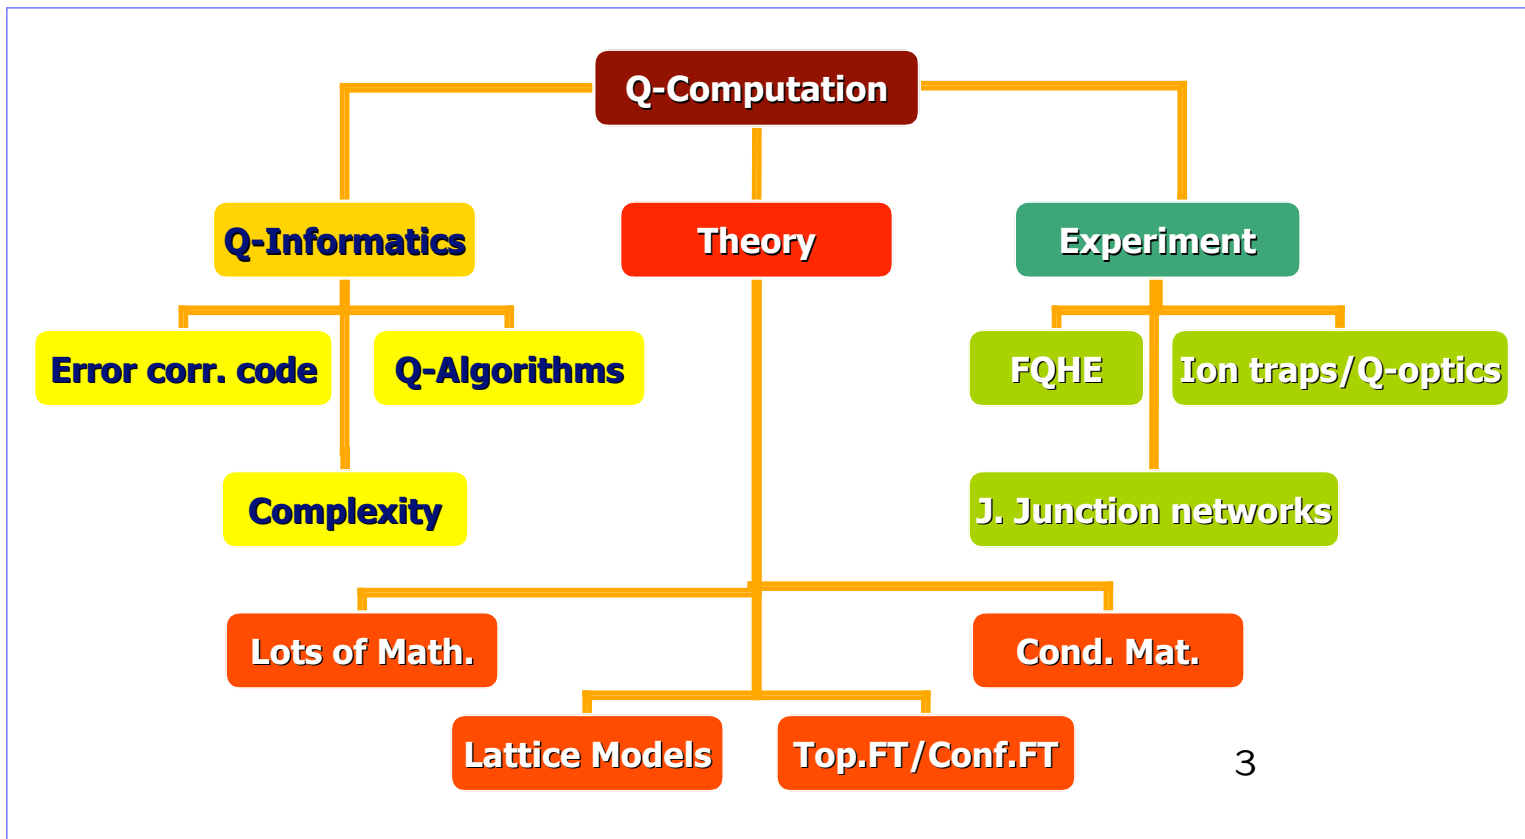 Q-Computation
Q-Informatics
Theory
Experiment
Error corr. code
Q-Algorithms
FQHE
Ion traps/Q-optics
Complexity
J. Junction networks
Lots of Math.
Cond. Mat.
Lattice Models
Top.FT/Conf.FT
3